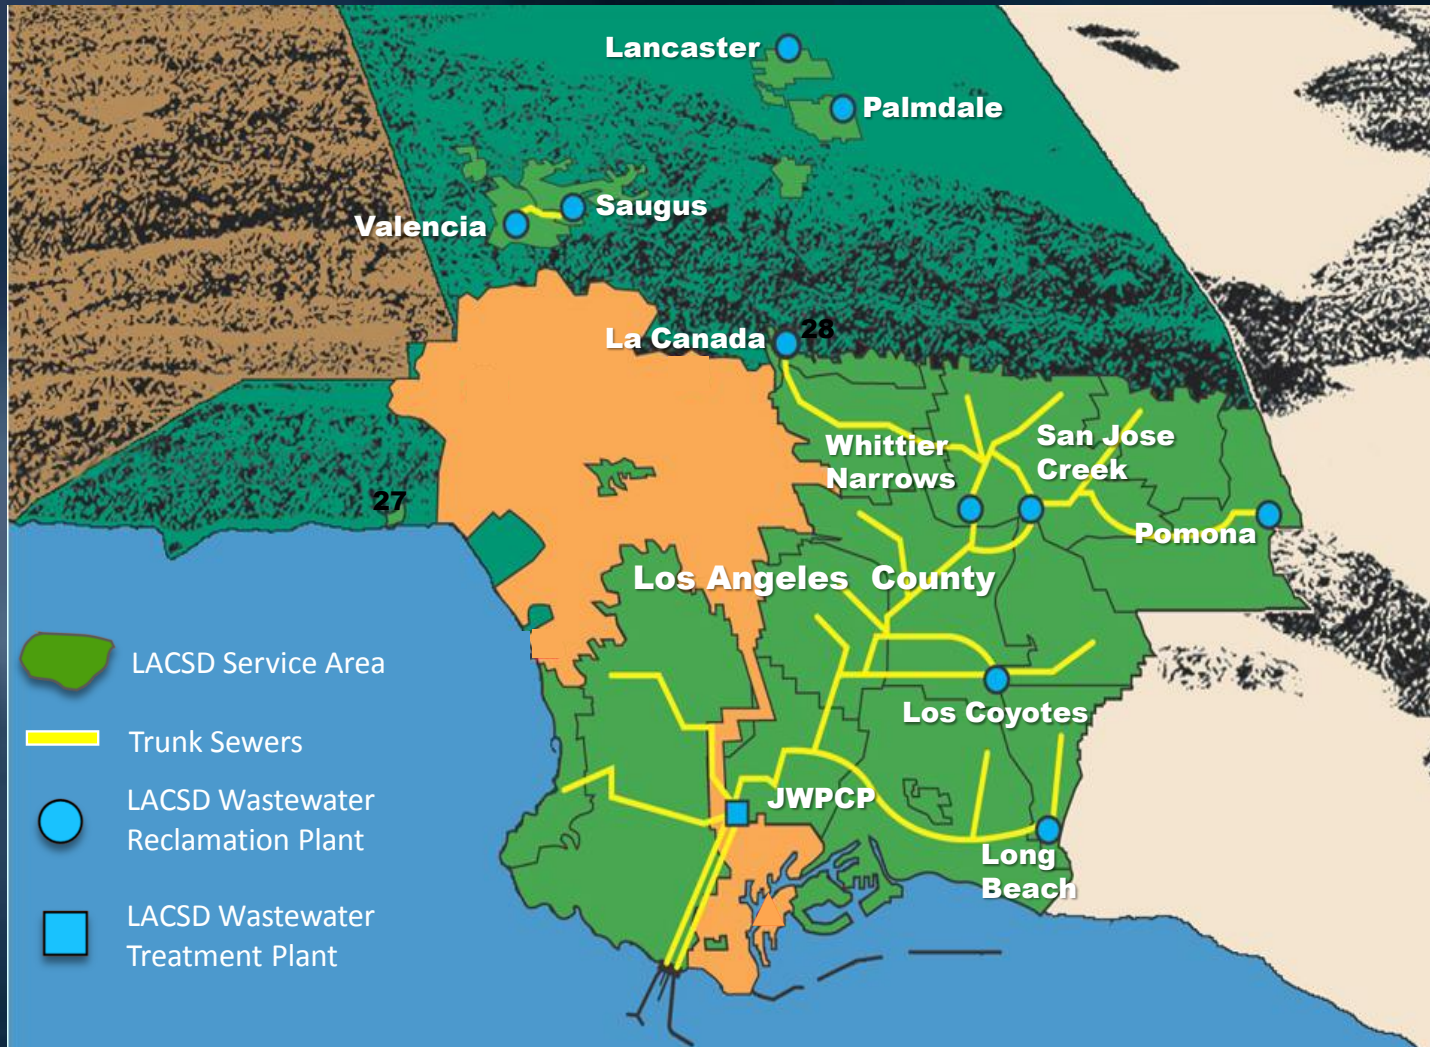 Lancaster
Palmdale
Saugus
Valencia
La Canada
28
Whittier
Narrows
San Jose
Creek
27
Pomona
Los Angeles County
LACSD Service Area
Los Coyotes
Trunk Sewers
JWPCP
LACSD Wastewater
Reclamation Plant
Long
Beach
LACSD Wastewater
Treatment Plant